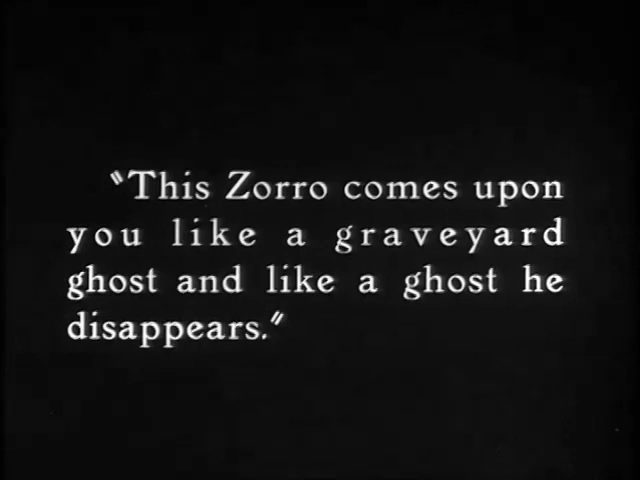 "This Zorro comes upon
you like a graveyard
ghost and like a ghost he
disappears."